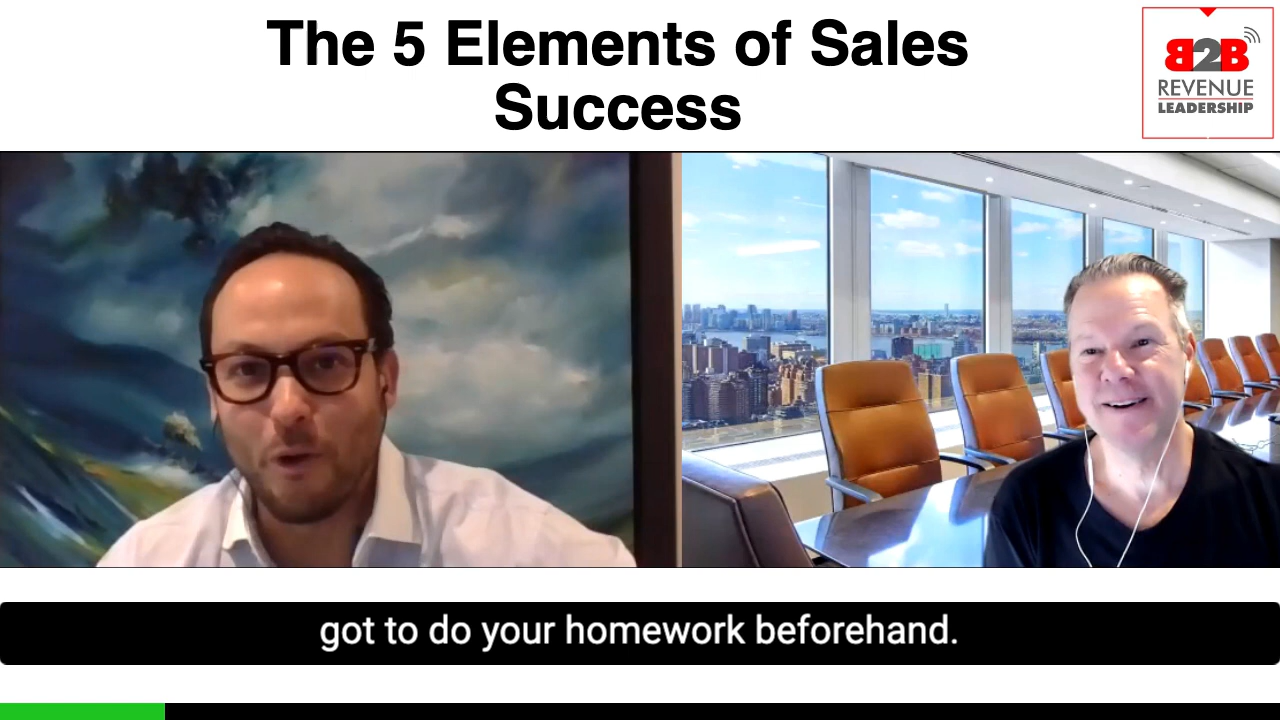 The 5 Elements of Sales
Success
B2B
REVENUE
LEADERSHIP
got to do your homework beforehand.